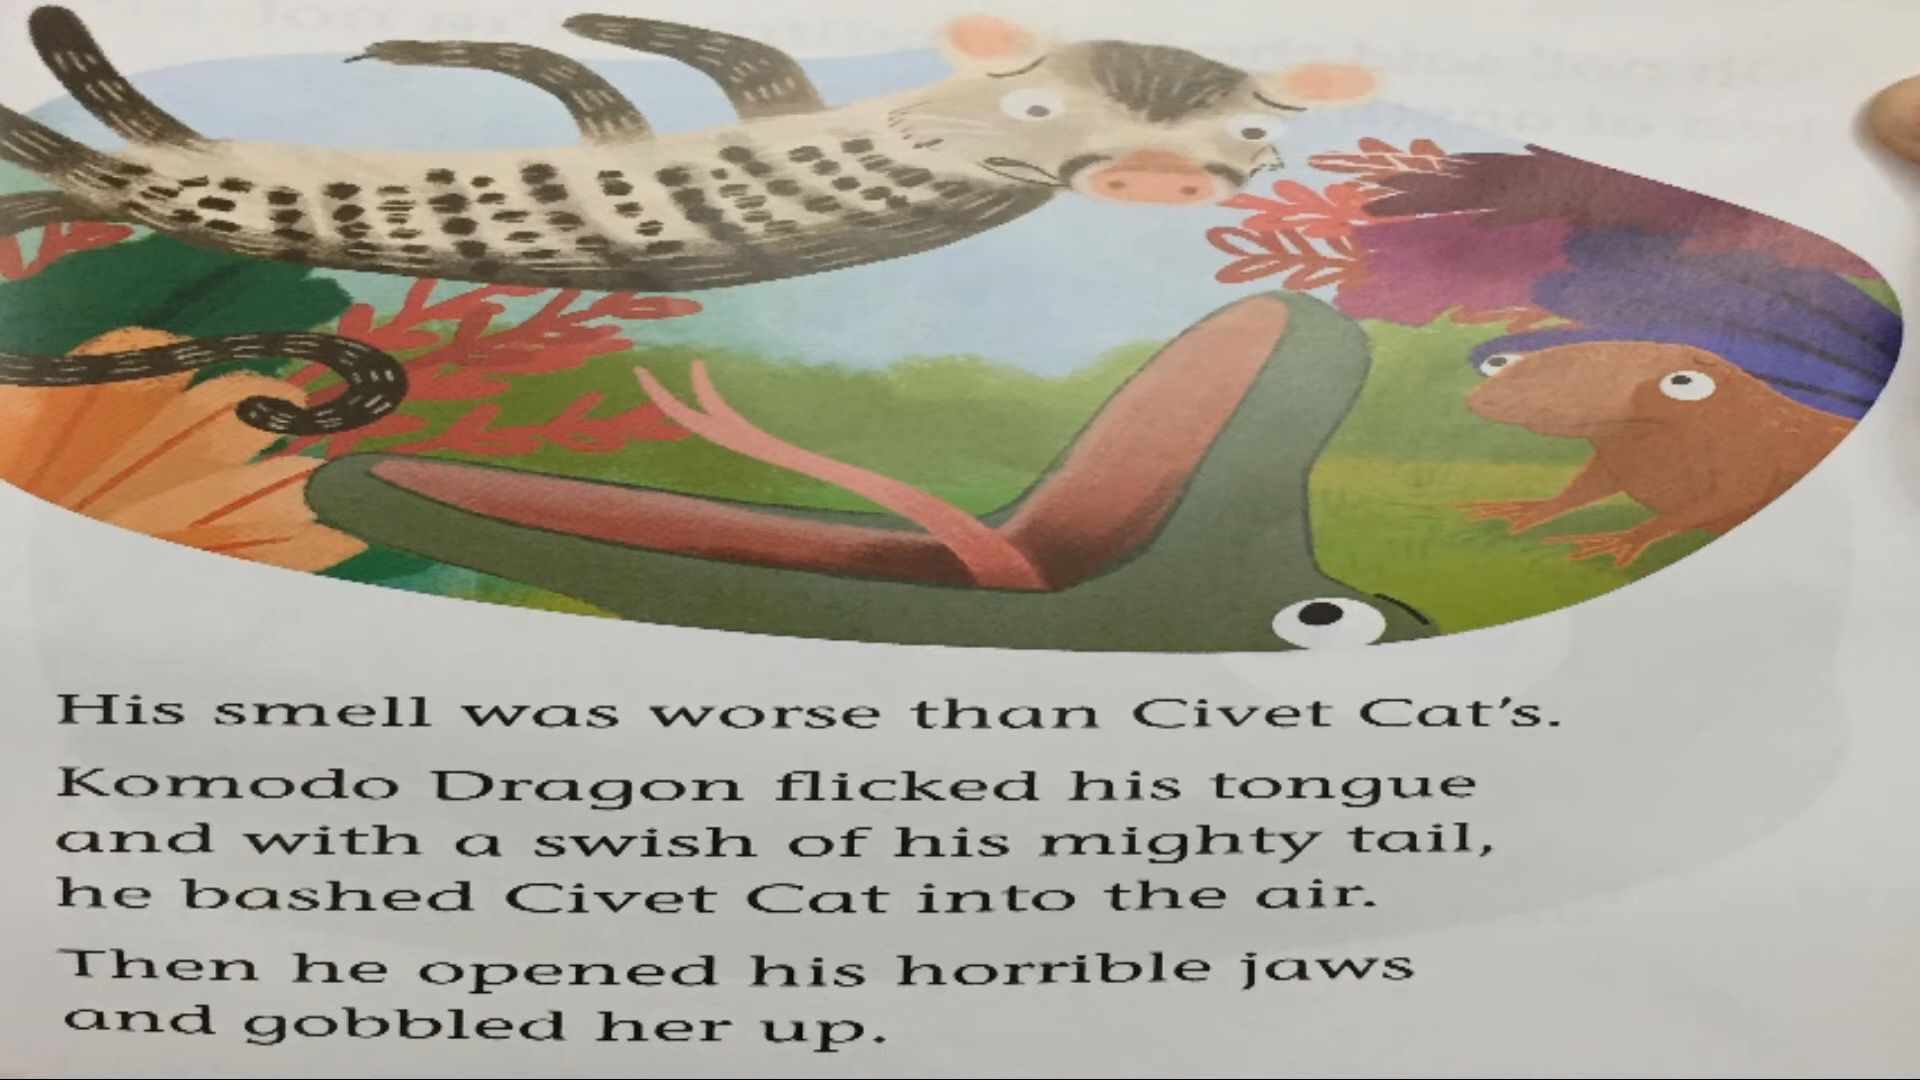 His smell was worse than Civet Cat's.
Komodo Dragon flicked his tongue
and with a swish of his mighty tail,
he bashed Civet Cat into the air.
Then he opened his horrible jaws
and gobbled her up.